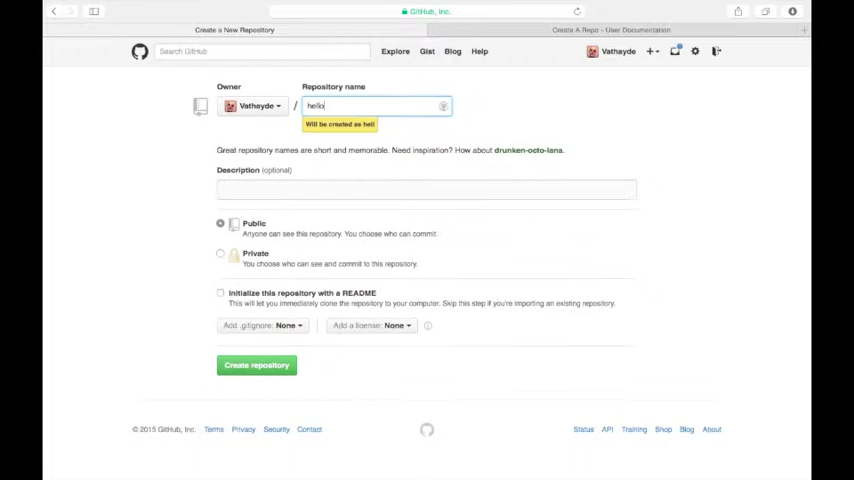 GitHub, Inc.
Create a New Repository
Create A Repo - User Documentation
Search GitHub
Explore Gist Blog Help
Vathayde
Owner
Repository name
Vathayde / hello
Will be created as hell
Great repository names are short and memorable. Need inspiration? How about drunken-octo-lana.
Description (optional)
Public
Anyone can see this repository. You choose who can commit.
Private
You choose who can see and commit to this repository.
Initialize this repository with a README
This will let you immediately clone the repository to your computer. Skip this step if you're importing an existing repository.
Add .gitignore: None
Add a license: None
Create repository
© 2015 GitHub, Inc. Terms Privacy Security Contact
Status API Training Shop Blog About